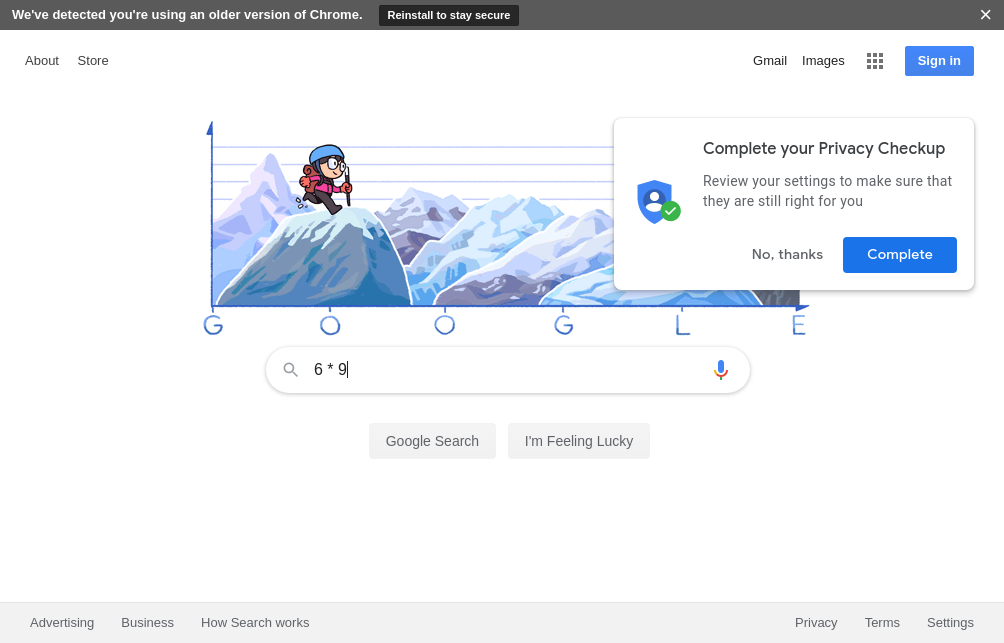 We've detected you're using an older version of Chrome. Reinstall to stay secure
About Store Gmail Images Sign in
Complete your Privacy Checkup
Review your settings to make sure that
they are still right for you
No, thanks Complete
G O O G L E
6 * 9
Google Search I'm Feeling Lucky
Advertising Business How Search works Privacy Terms Settings